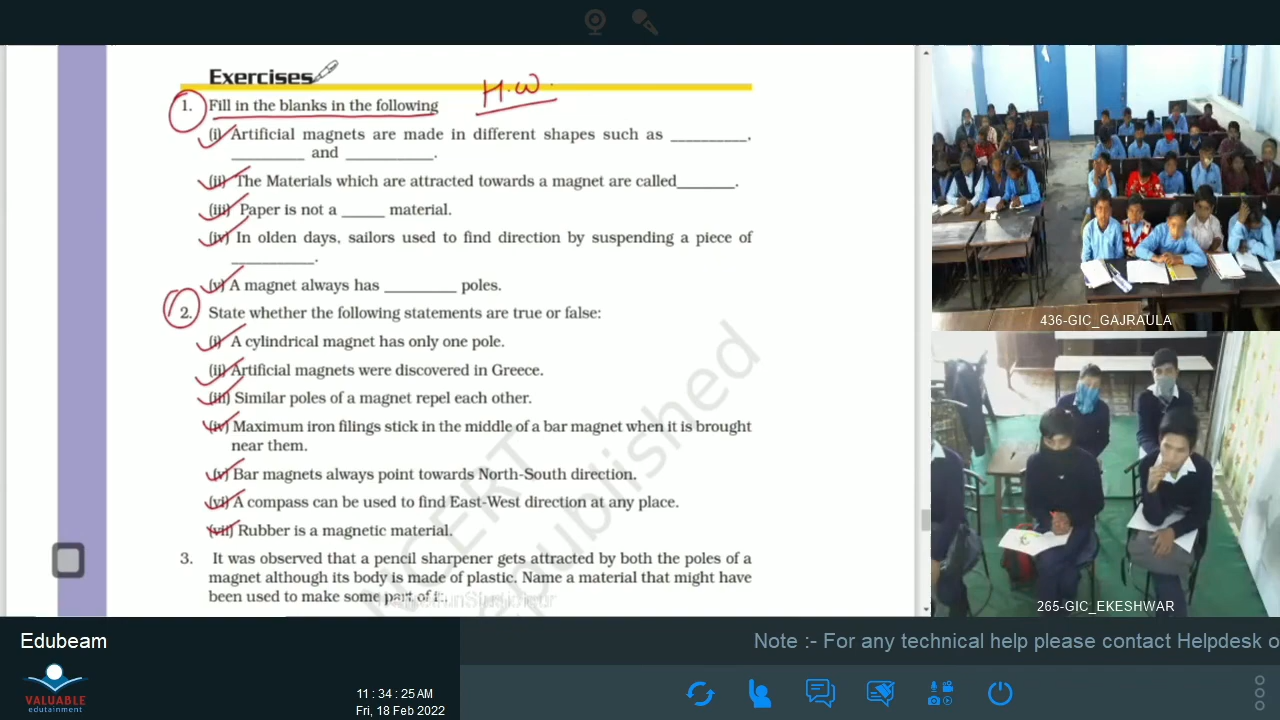 Exercises
H.W.
1. Fill in the blanks in the following
(i) Artificial magnets are made in different shapes such as __________,
__________ and ____________.
(ii) The Materials which are attracted towards a magnet are called________.
(iii) Paper is not a ______ material.
(iv) In olden days, sailors used to find direction by suspending a piece of
___________.
(v) A magnet always has __________ poles.
2. State whether the following statements are true or false:
(i) A cylindrical magnet has only one pole.
(ii) Artificial magnets were discovered in Greece.
(iii) Similar poles of a magnet repel each other.
(iv) Maximum iron filings stick in the middle of a bar magnet when it is brought
near them.
(v) Bar magnets always point towards North-South direction.
(vi) A compass can be used to find East-West direction at any place.
(vii) Rubber is a magnetic material.
3. It was observed that a pencil sharpener gets attracted by both the poles of a
magnet although its body is made of plastic. Name a material that might have
been used to make some part of it.
NCERT
republished
436-GIC_GAJRAULA
265-GIC_EKESHWAR
Edubeam
Note :- For any technical help please contact Helpdesk o
VALUABLE
edutainment
11 : 34 : 25 AM
Fri, 18 Feb 2022